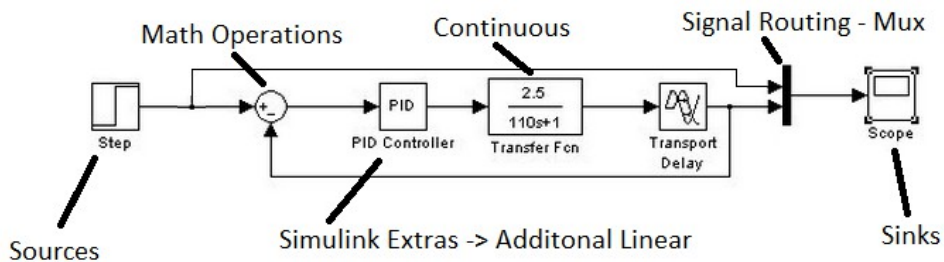 Math Operations
Continuous
Signal Routing - Mux
+
-
PID
2.5
110s+1
Step
PID Controller
Transfer Fcn
Transport
Delay
Scope
Sources
Simulink Extras -> Additonal Linear
Sinks